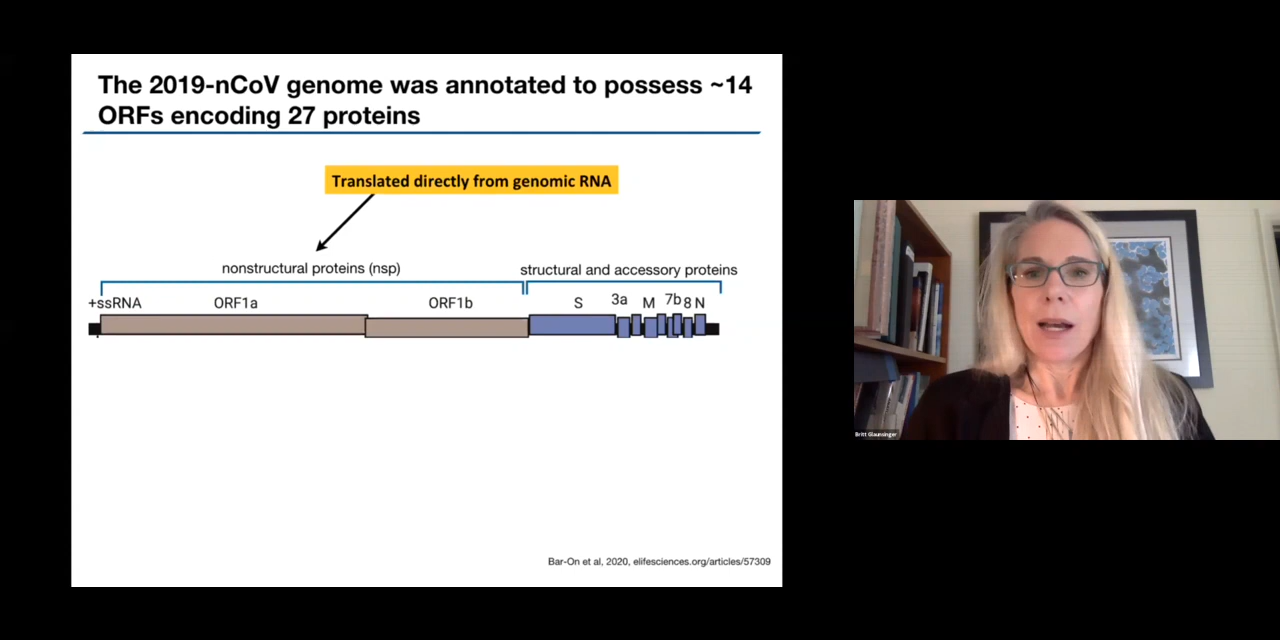 The 2019-nCoV genome was annotated to possess ~14
ORFs encoding 27 proteins
Translated directly from genomic RNA
nonstructural proteins (nsp)
structural and accessory proteins
+ssRNA ORF1a ORF1b S 3a M 7b 8 N
Bar-On et al, 2020, elifesciences.org/articles/57309
Britt Glaunsinger